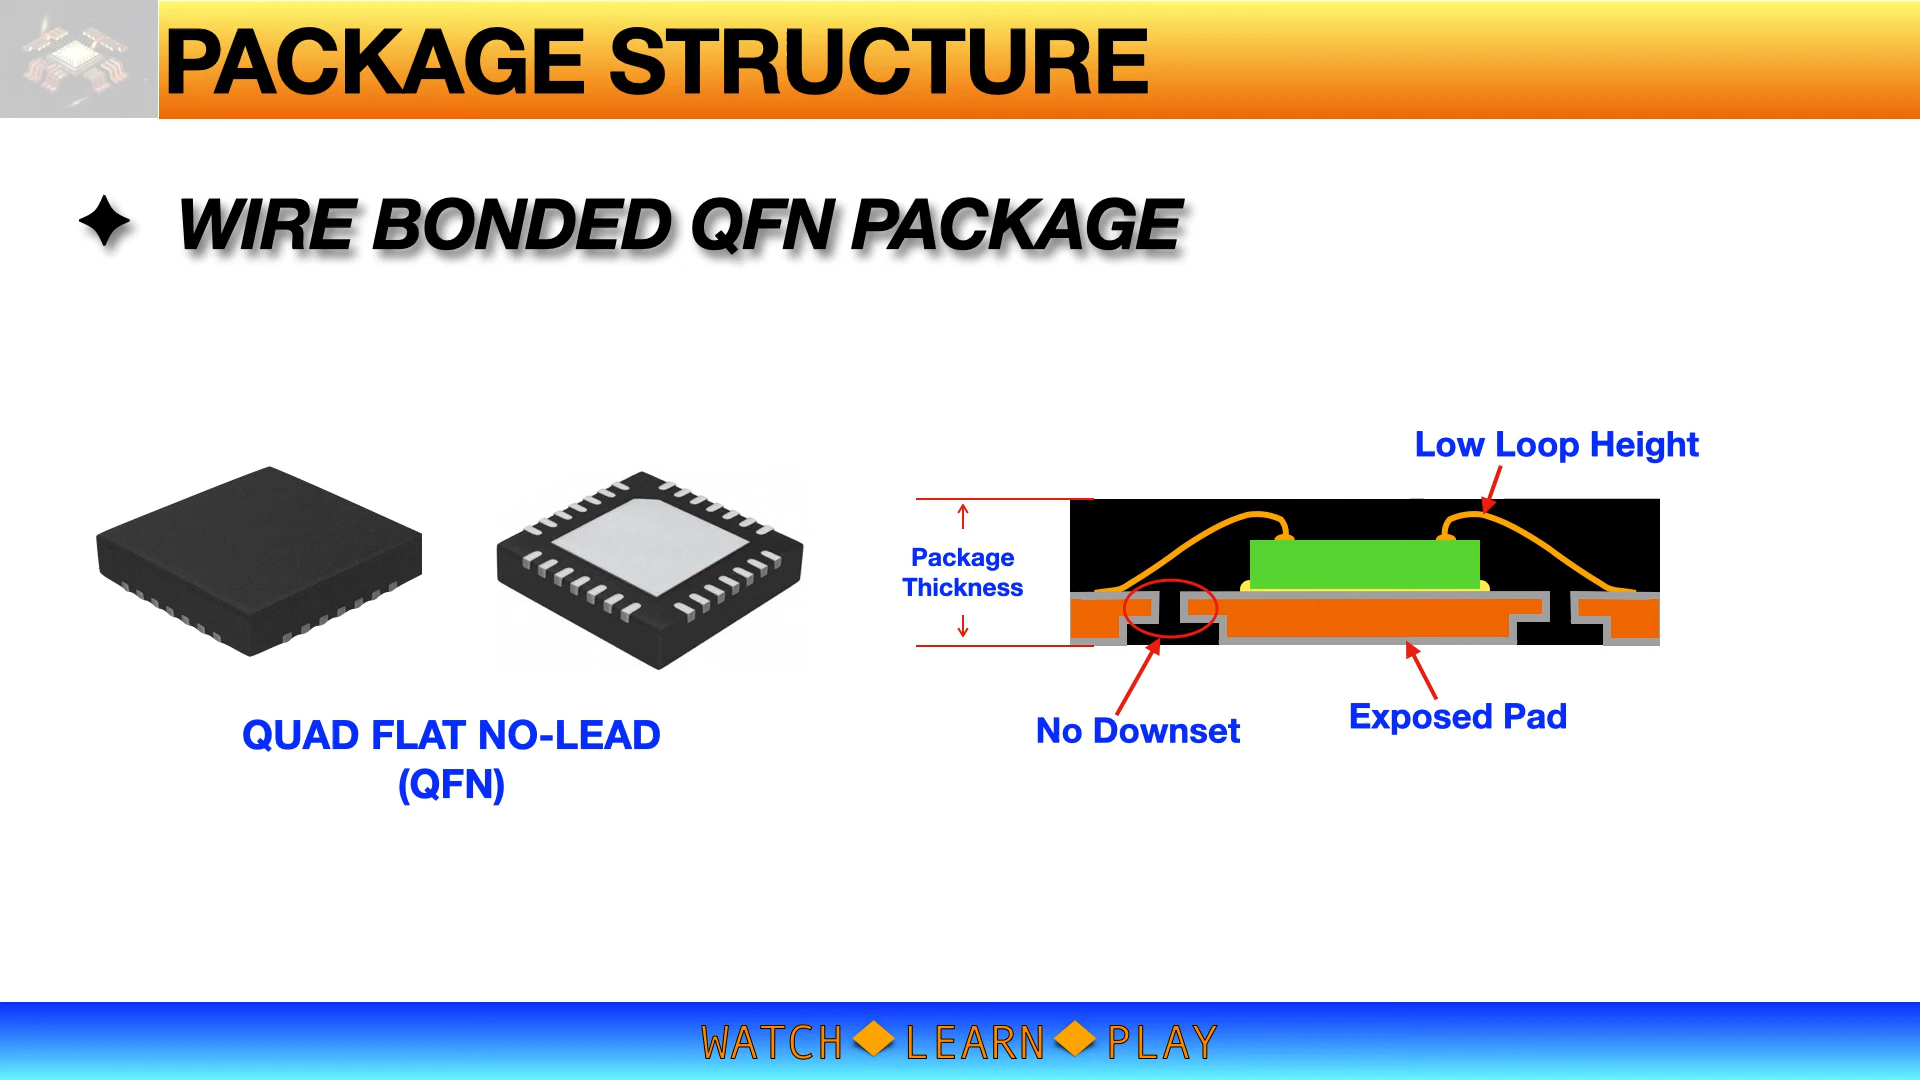 PACKAGE STRUCTURE
WIRE BONDED QFN PACKAGE
Low Loop Height
Package
Thickness
No Downset
Exposed Pad
QUAD FLAT NO-LEAD
(QFN)
WATCH LEARN PLAY